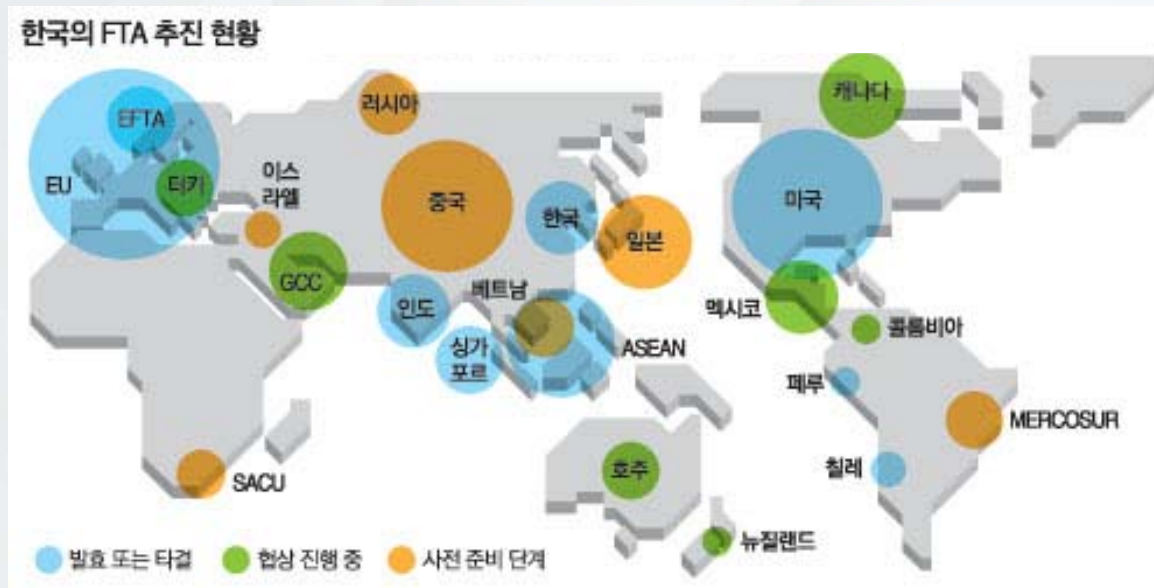 한국의 FTA 추진 현황
캐나다
러시아
EFTA
EU
터키
이스
라엘
중국
한국
일본
미국
GCC
인도
베트남
싱가
포르
ASEAN
멕시코
콜롬비아
페루
MERCOSUR
칠레
호주
SACU
뉴질랜드
발효 또는 타결
협상 진행 중
사전 준비 단계